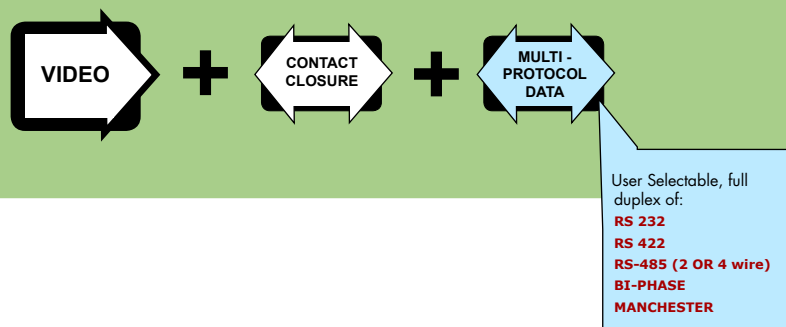 VIDEO
+
CONTACT
CLOSURE
+
MULTI -
PROTOCOL
DATA
User Selectable, full
duplex of:
RS 232
RS 422
RS-485 (2 OR 4 wire)
BI-PHASE
MANCHESTER